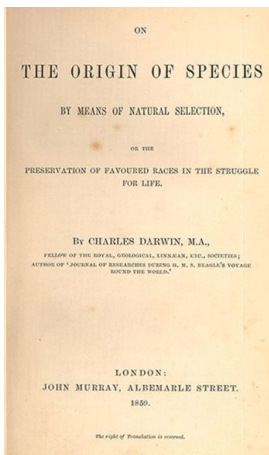 ON
THE ORIGIN OF SPECIES
BY MEANS OF NATURAL SELECTION,
OR THE
PRESERVATION OF FAVOURED RACES IN THE STRUGGLE
FOR LIFE.
By CHARLES DARWIN, M.A.,
FELLOW OF THE ROYAL, GEOLOGICAL, LINNÆAN, ETC., SOCIETIES;
AUTHOR OF 'JOURNAL OF RESEARCHES DURING H. M. S. BEAGLE'S VOYAGE
ROUND THE WORLD.'
LONDON:
JOHN MURRAY, ALBEMARLE STREET.
1859.
The right of Translation is reserved.